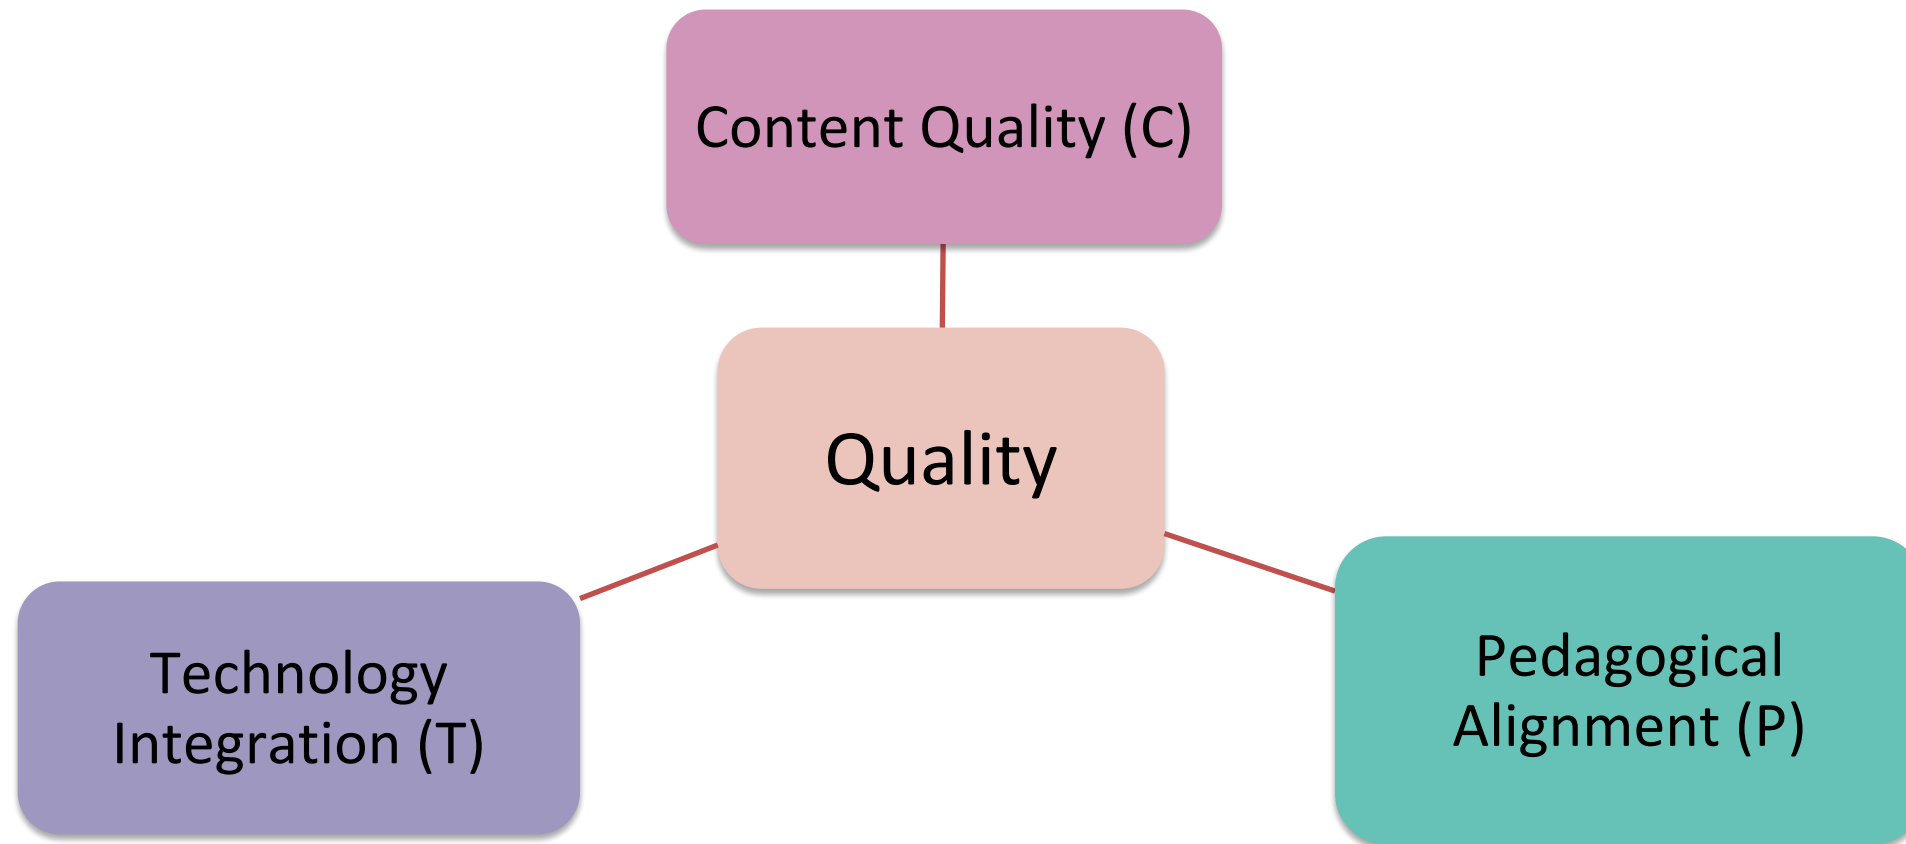 Content Quality (C)
Quality
Technology
Integration (T)
Pedagogical
Alignment (P)